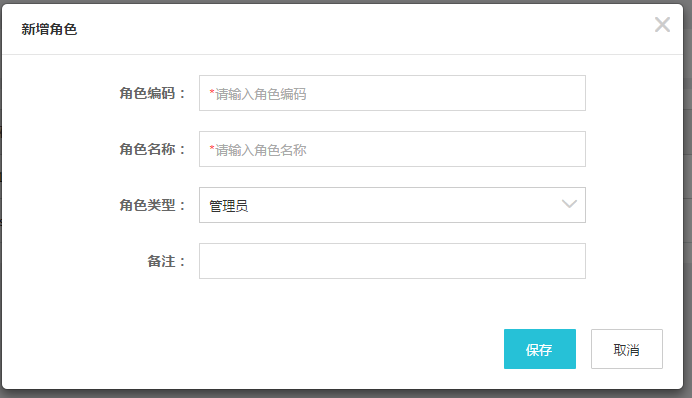 新增角色
角色编码：
*请输入角色编码
角色名称：
*请输入角色名称
角色类型：
管理员
备注：
保存
取消